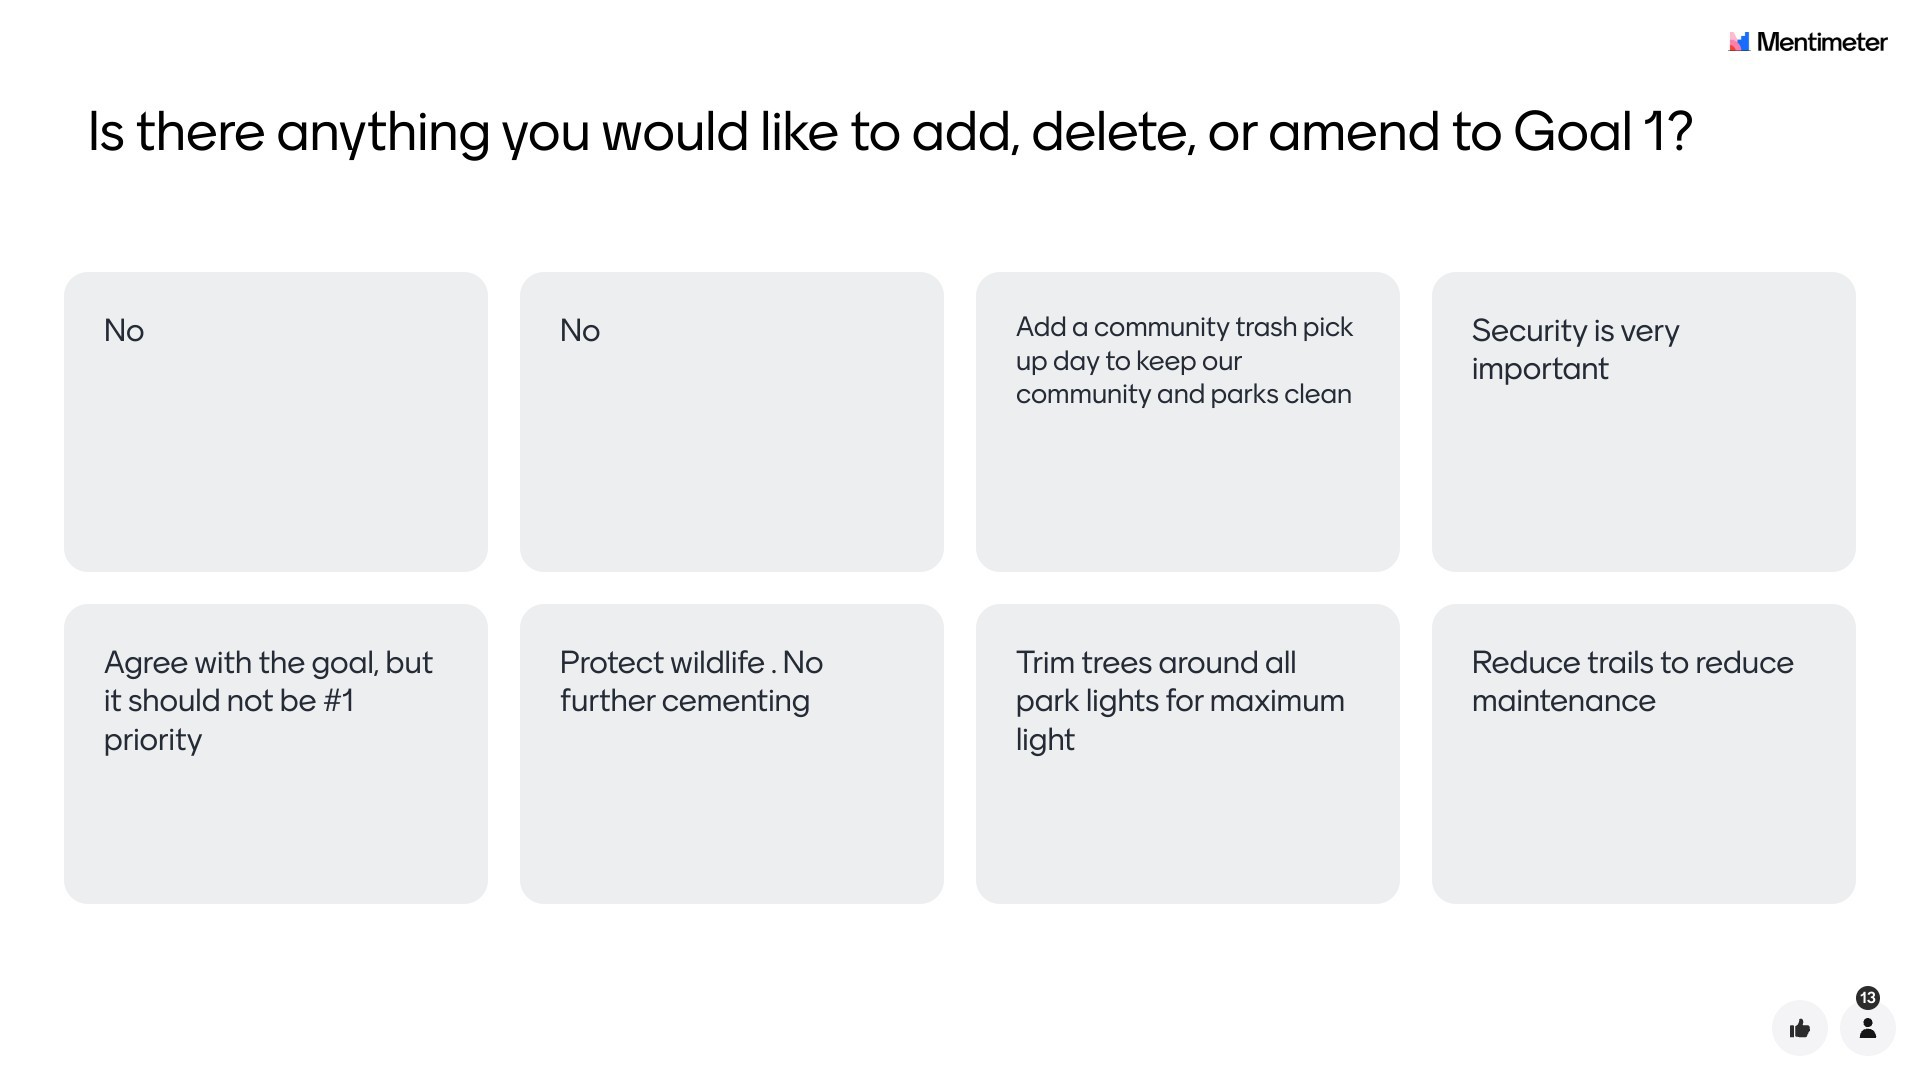 Mentimeter
Is there anything you would like to add, delete, or amend to Goal 1?
No
No
Add a community trash pick
up day to keep our
community and parks clean
Security is very
important
Agree with the goal, but
it should not be #1
priority
Protect wildlife . No
further cementing
Trim trees around all
park lights for maximum
light
Reduce trails to reduce
maintenance
13